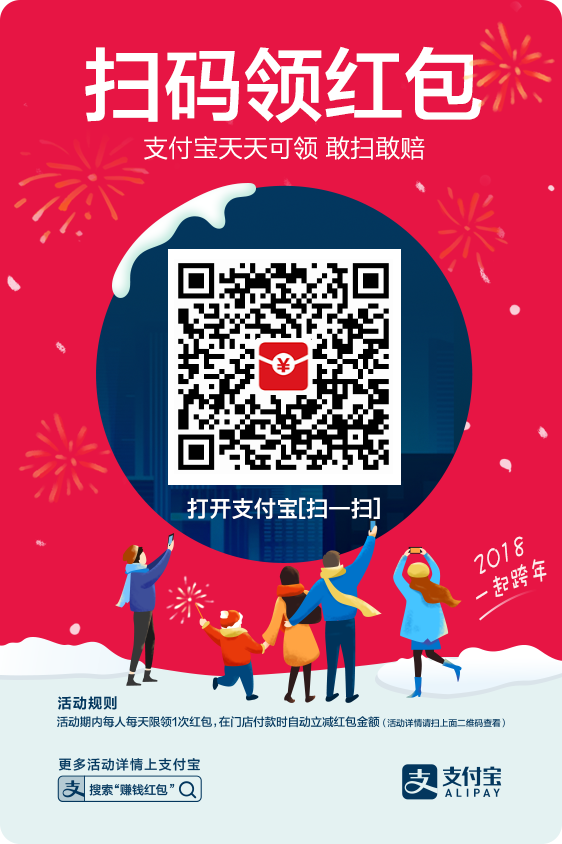 扫码领红包
支付宝天天可领 敢扫敢赔
¥
打开支付宝[扫一扫]
2018
一起跨年
活动规则
活动期内每人每天限领1次红包，在门店付款时自动立减红包金额（活动详情请扫上面二维码查看）
更多活动详情上支付宝
支 搜索“赚钱红包”
支 支付宝
ALIPAY